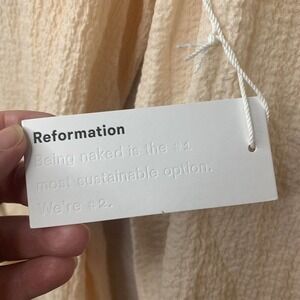 Reformation
Being naked is the #1
most sustainable option.
We're #2.